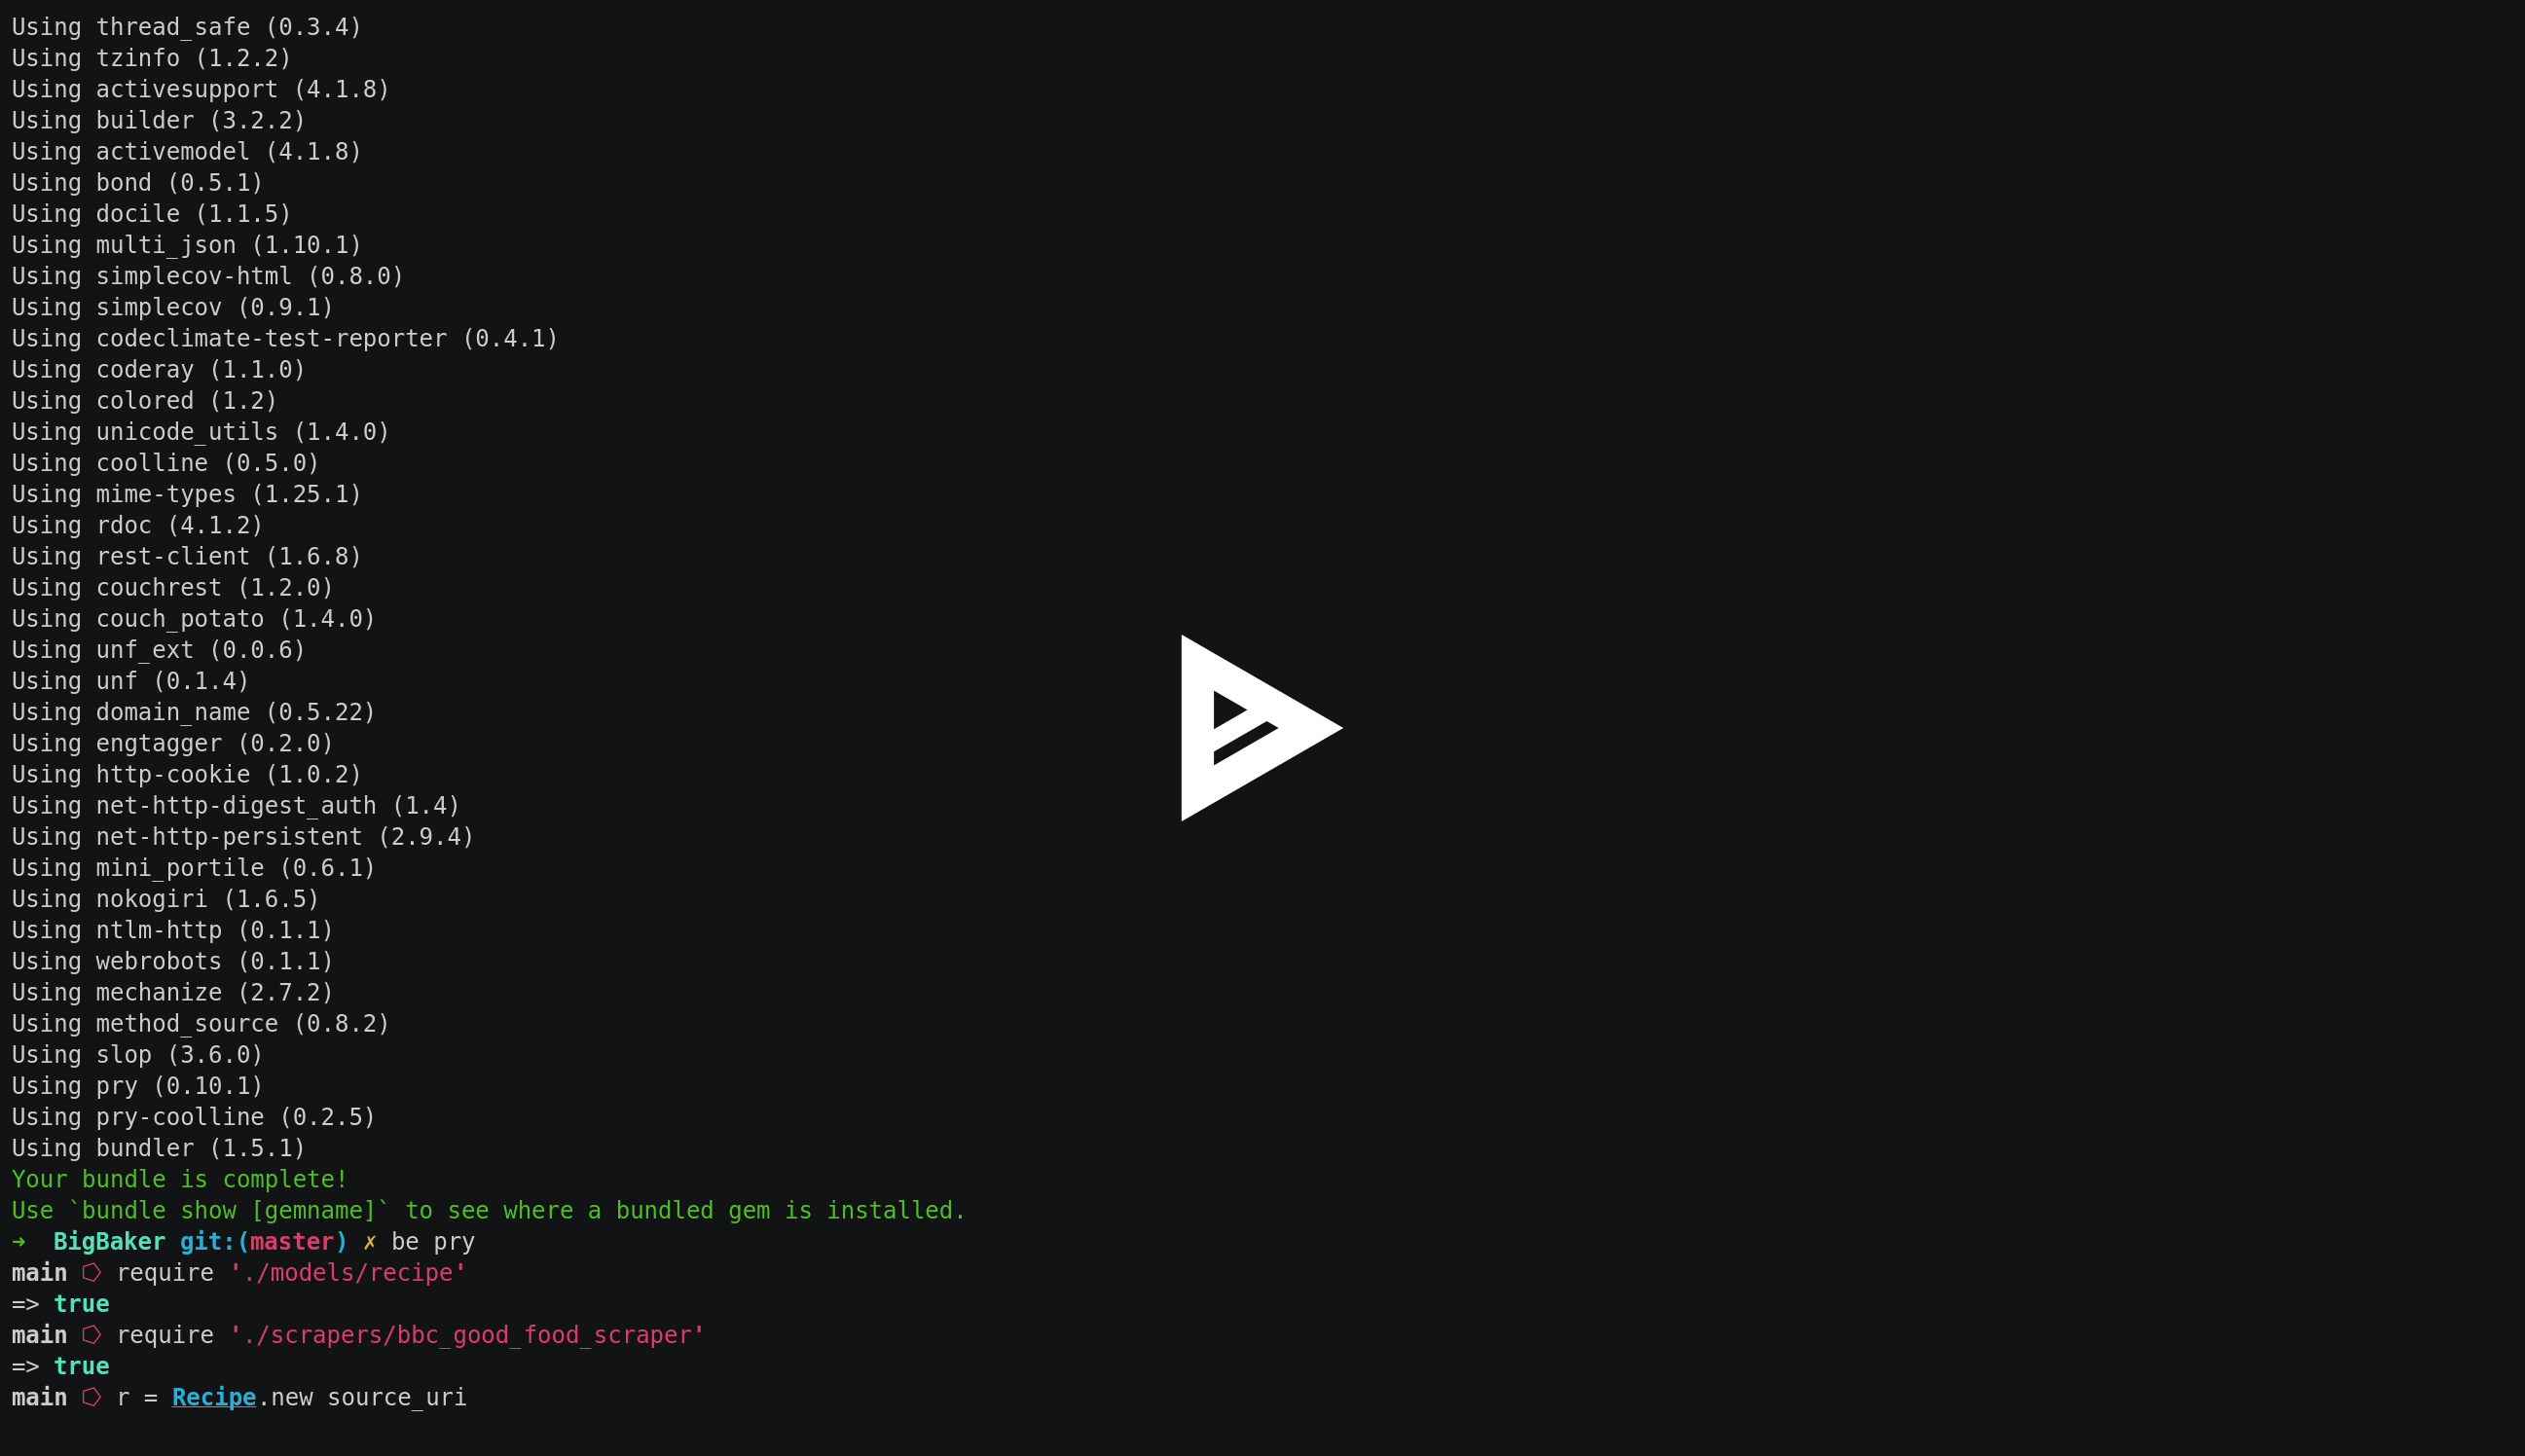 Using thread_safe (0.3.4)
Using tzinfo (1.2.2)
Using activesupport (4.1.8)
Using builder (3.2.2)
Using activemodel (4.1.8)
Using bond (0.5.1)
Using docile (1.1.5)
Using multi_json (1.10.1)
Using simplecov-html (0.8.0)
Using simplecov (0.9.1)
Using codeclimate-test-reporter (0.4.1)
Using coderay (1.1.0)
Using colored (1.2)
Using unicode_utils (1.4.0)
Using coolline (0.5.0)
Using mime-types (1.25.1)
Using rdoc (4.1.2)
Using rest-client (1.6.8)
Using couchrest (1.2.0)
Using couch_potato (1.4.0)
Using unf_ext (0.0.6)
Using unf (0.1.4)
Using domain_name (0.5.22)
Using engtagger (0.2.0)
Using http-cookie (1.0.2)
Using net-http-digest_auth (1.4)
Using net-http-persistent (2.9.4)
Using mini_portile (0.6.1)
Using nokogiri (1.6.5)
Using ntlm-http (0.1.1)
Using webrobots (0.1.1)
Using mechanize (2.7.2)
Using method_source (0.8.2)
Using slop (3.6.0)
Using pry (0.10.1)
Using pry-coolline (0.2.5)
Using bundler (1.5.1)
Your bundle is complete!
Use `bundle show [gemname]` to see where a bundled gem is installed.
➜  BigBaker git:(master) ✗ be pry
main ⭔ require './models/recipe'
=> true
main ⭔ require './scrapers/bbc_good_food_scraper'
=> true
main ⭔ r = Recipe.new source_uri